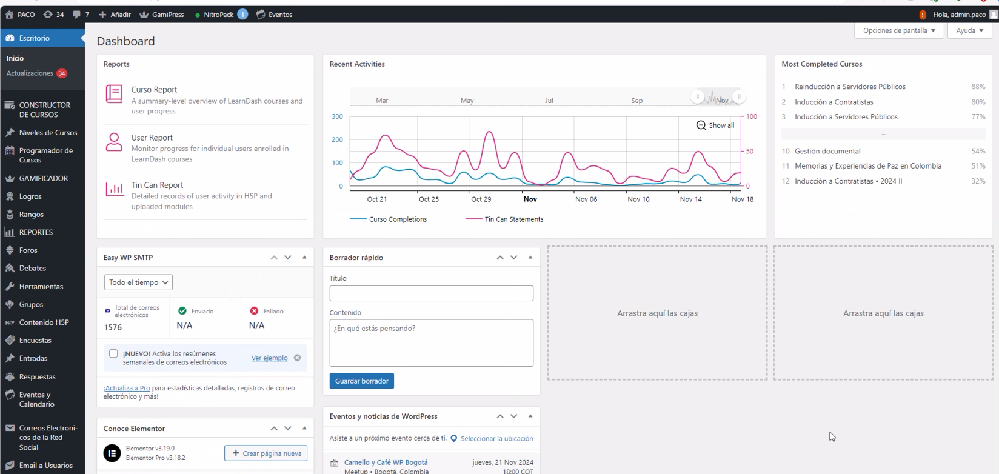 PACO 34 7 Añadir GamiPress NitroPack 1 Eventos
! Hola, admin.paco
Opciones de pantalla Ayuda
Escritorio
Inicio
Actualizaciones 34
CONSTRUCTOR
DE CURSOS
Niveles de Cursos
Programador de
Cursos
GAMIFICADOR
Logros
Rangos
REPORTES
Foros
Debates
Herramientas
Grupos
H5P Contenido H5P
Encuestas
Entradas
Respuestas
Eventos y
Calendario
Correos Electroni-
cos de la Red
Social
Email a Usuarios
Dashboard
Reports
Curso Report
A summary-level overview of LearnDash courses and
user progress
User Report
Monitor progress for individual users enrolled in
LearnDash courses
Tin Can Report
Detailed records of user activity in H5P and
uploaded modules
Recent Activities
Mar May Jul Sep Nov
Show all
300
200
100
0
100
50
0
Oct 21 Oct 25 Oct 29 Nov Nov 06 Nov 10 Nov 14 Nov 18
Curso Completions Tin Can Statements
Most Completed Cursos
1 Reinducción a Servidores Públicos 88%
2 Inducción a Contratistas 80%
3 Inducción a Servidores Públicos 77%
...
10 Gestión documental 54%
11 Memorias y Experiencias de Paz en Colombia 51%
12 Inducción a Contratistas • 2024 II 32%
Easy WP SMTP
Todo el tiempo
Total de correos
electrónicos
1576
Enviado
N/A
Fallado
N/A
¡NUEVO! Activa los resúmenes
semanales de correos electrónicos
Ver ejemplo
¡Actualiza a Pro para estadísticas detalladas, registros de correo
electrónico y más!
Conoce Elementor
Elementor v3.19.0
Elementor Pro v3.18.2
Crear página nueva
Borrador rápido
Título
Contenido
¿En qué estás pensando?
Guardar borrador
Eventos y noticias de WordPress
Asiste a un próximo evento cerca de ti. Seleccionar la ubicación
Camello y Café WP Bogotá jueves, 21 Nov 2024
Meetup • Bogotá, Colombia 18:00 COT
Arrastra aquí las cajas
Arrastra aquí las cajas